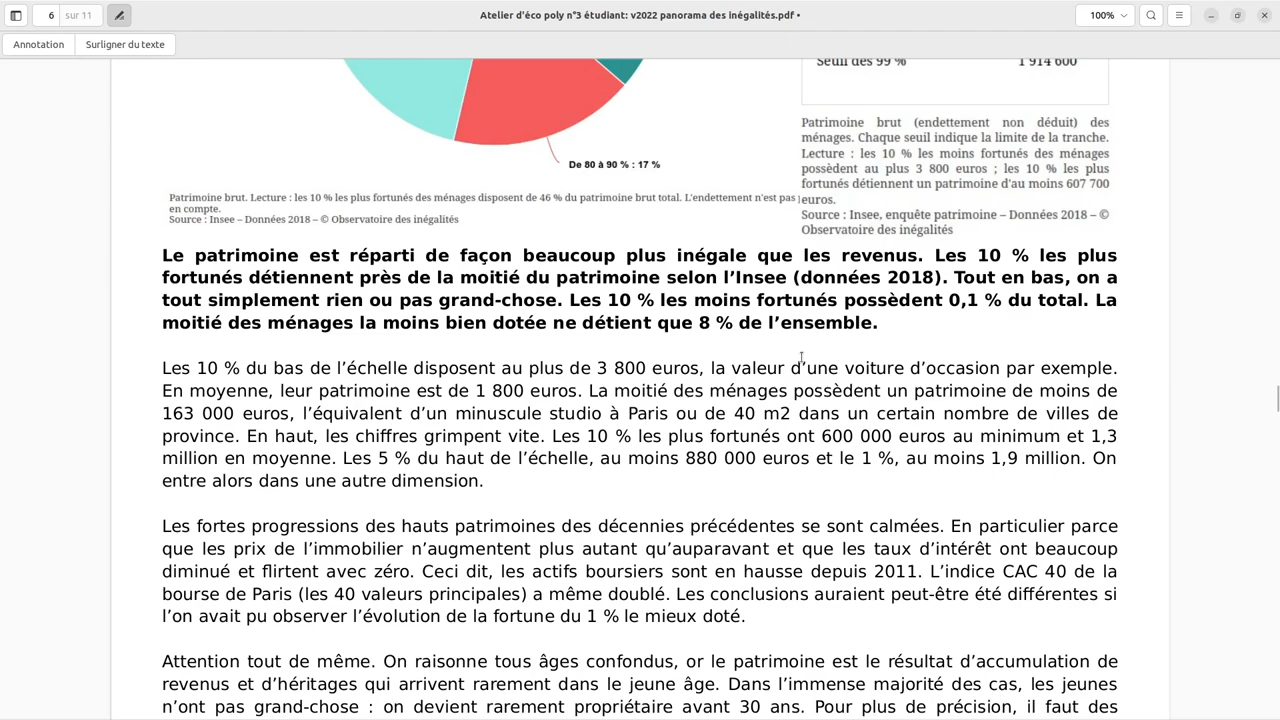 6 sur 11
Atelier d'éco poly n°3 étudiant: v2022 panorama des inégalités.pdf •
100%
Annotation
Surligner du texte
Seuil des 99 % 1 914 600
De 80 à 90 % : 17 %
Patrimoine brut. Lecture : les 10 % les plus fortunés des ménages disposent de 46 % du patrimoine brut total. L'endettement n'est pas
en compte.
Source : Insee – Données 2018 – © Observatoire des inégalités
Patrimoine brut (endettement non déduit) des
ménages. Chaque seuil indique la limite de la tranche.
Lecture : les 10 % les moins fortunés des ménages
possèdent au plus 3 800 euros ; les 10 % les plus
fortunés détiennent un patrimoine d'au moins 607 700
euros.
Source : Insee, enquête patrimoine – Données 2018 – ©
Observatoire des inégalités
Le patrimoine est réparti de façon beaucoup plus inégale que les revenus. Les 10 % les plus
fortunés détiennent près de la moitié du patrimoine selon l’Insee (données 2018). Tout en bas, on a
tout simplement rien ou pas grand-chose. Les 10 % les moins fortunés possèdent 0,1 % du total. La
moitié des ménages la moins bien dotée ne détient que 8 % de l’ensemble.
Les 10 % du bas de l’échelle disposent au plus de 3 800 euros, la valeur d’une voiture d’occasion par exemple.
En moyenne, leur patrimoine est de 1 800 euros. La moitié des ménages possèdent un patrimoine de moins de
163 000 euros, l’équivalent d’un minuscule studio à Paris ou de 40 m2 dans un certain nombre de villes de
province. En haut, les chiffres grimpent vite. Les 10 % les plus fortunés ont 600 000 euros au minimum et 1,3
million en moyenne. Les 5 % du haut de l’échelle, au moins 880 000 euros et le 1 %, au moins 1,9 million. On
entre alors dans une autre dimension.
Les fortes progressions des hauts patrimoines des décennies précédentes se sont calmées. En particulier parce
que les prix de l’immobilier n’augmentent plus autant qu’auparavant et que les taux d’intérêt ont beaucoup
diminué et flirtent avec zéro. Ceci dit, les actifs boursiers sont en hausse depuis 2011. L’indice CAC 40 de la
bourse de Paris (les 40 valeurs principales) a même doublé. Les conclusions auraient peut-être été différentes si
l’on avait pu observer l’évolution de la fortune du 1 % le mieux doté.
Attention tout de même. On raisonne tous âges confondus, or le patrimoine est le résultat d’accumulation de
revenus et d’héritages qui arrivent rarement dans le jeune âge. Dans l’immense majorité des cas, les jeunes
n’ont pas grand-chose : on devient rarement propriétaire avant 30 ans. Pour plus de précision, il faut des